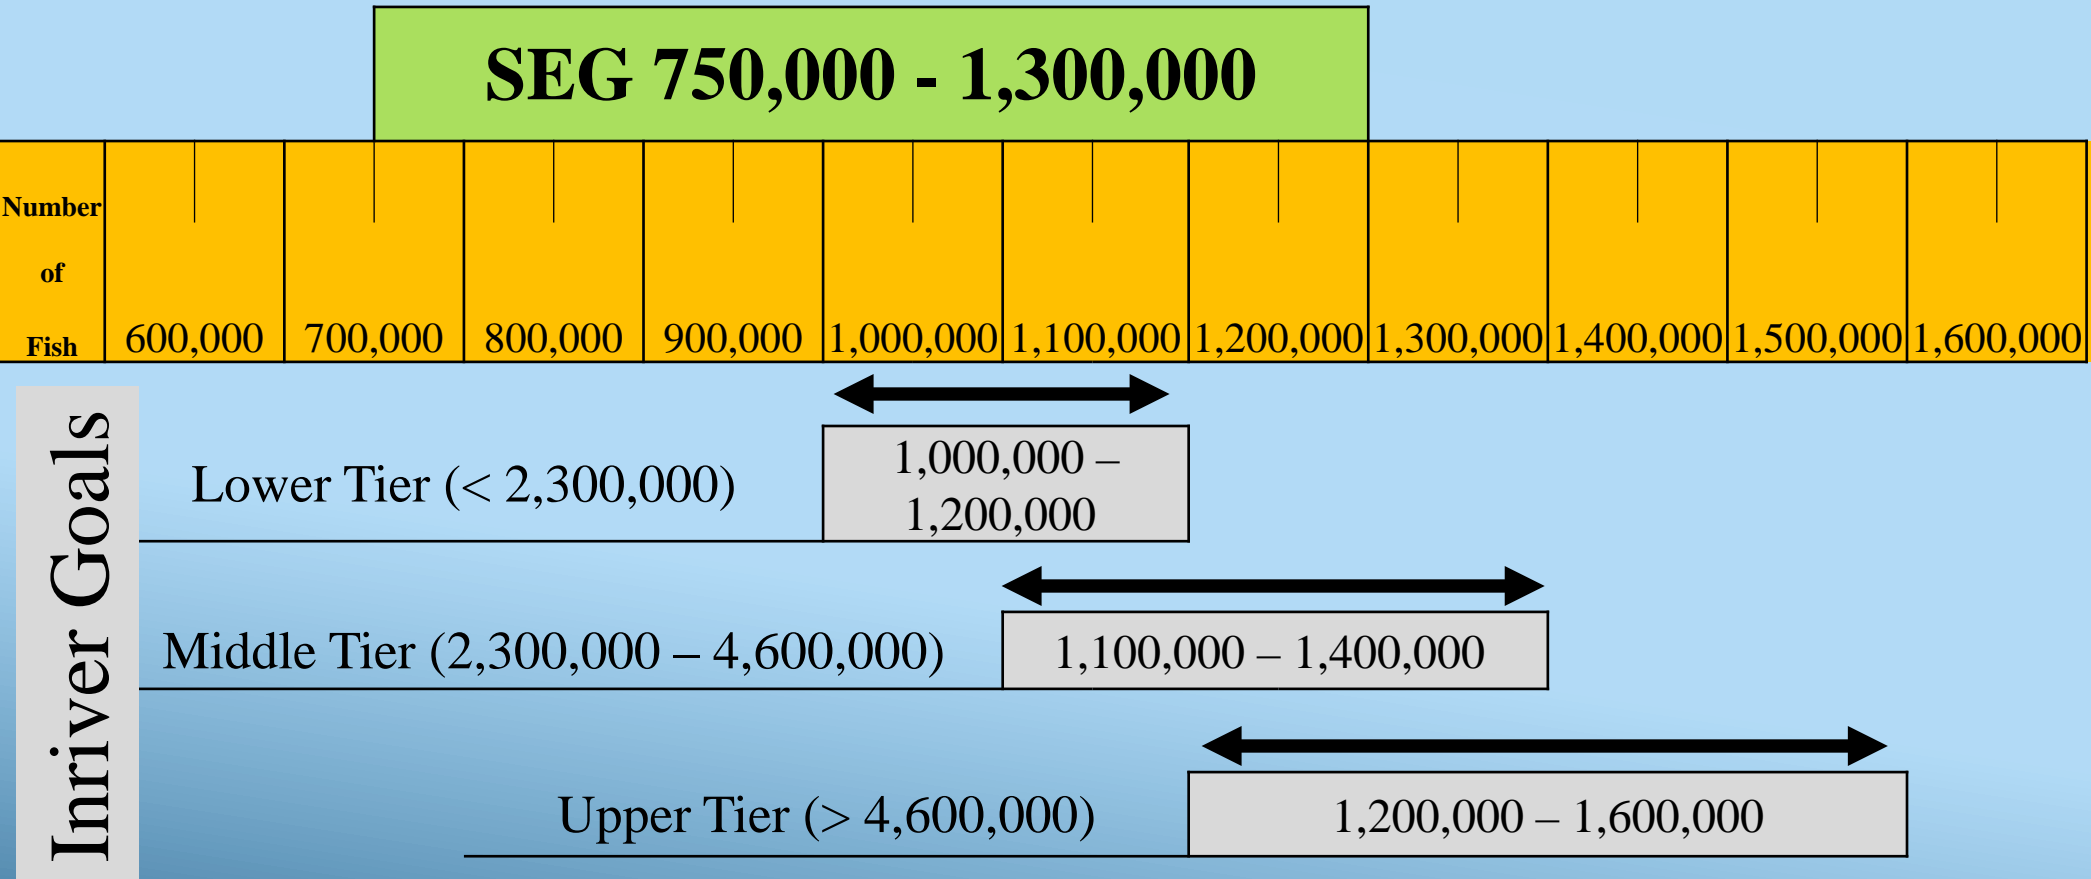 SEG 750,000 - 1,300,000
Number
of
Fish
600,000
700,000
800,000
900,000
1,000,000
1,100,000
1,200,000
1,300,000
1,400,000
1,500,000
1,600,000
Inriver Goals
Lower Tier (< 2,300,000)
1,000,000 –
1,200,000
Middle Tier (2,300,000 – 4,600,000)
1,100,000 – 1,400,000
Upper Tier (> 4,600,000)
1,200,000 – 1,600,000